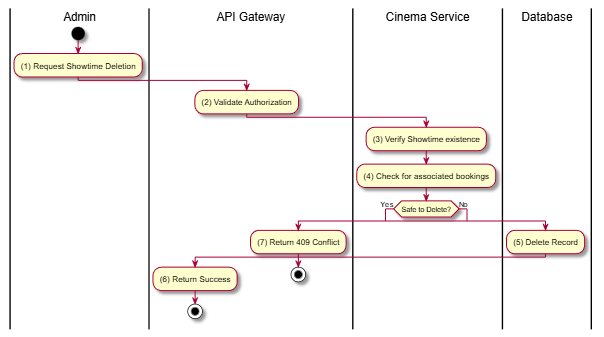 Admin
API Gateway
Cinema Service
Database
(1) Request Showtime Deletion
(2) Validate Authorization
(3) Verify Showtime existence
(4) Check for associated bookings
Yes
Safe to Delete?
No
(7) Return 409 Conflict
(5) Delete Record
(6) Return Success